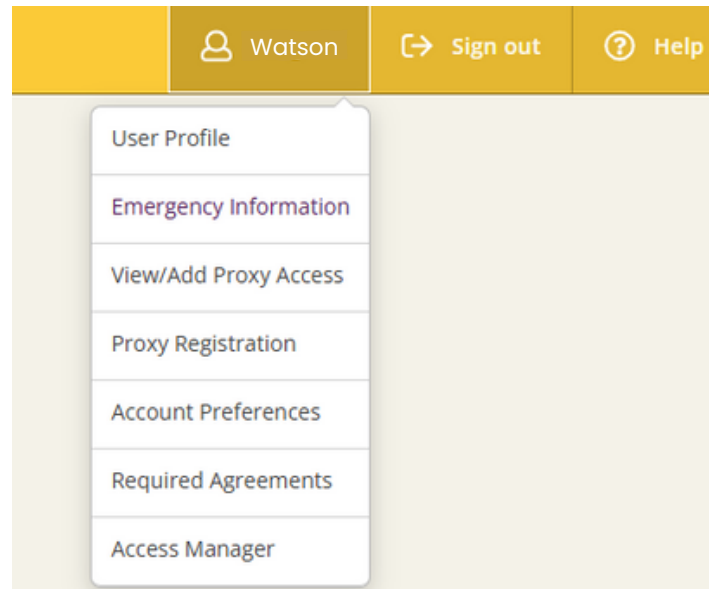 Watson
Sign out
Help
User Profile
Emergency Information
View/Add Proxy Access
Proxy Registration
Account Preferences
Required Agreements
Access Manager